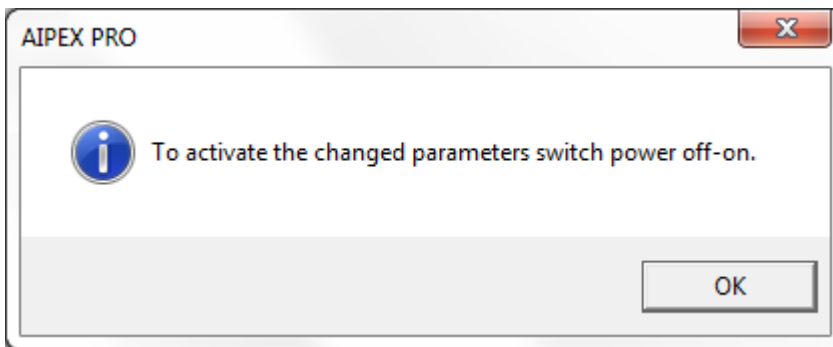 AIPEX PRO
To activate the changed parameters switch power off-on.
OK